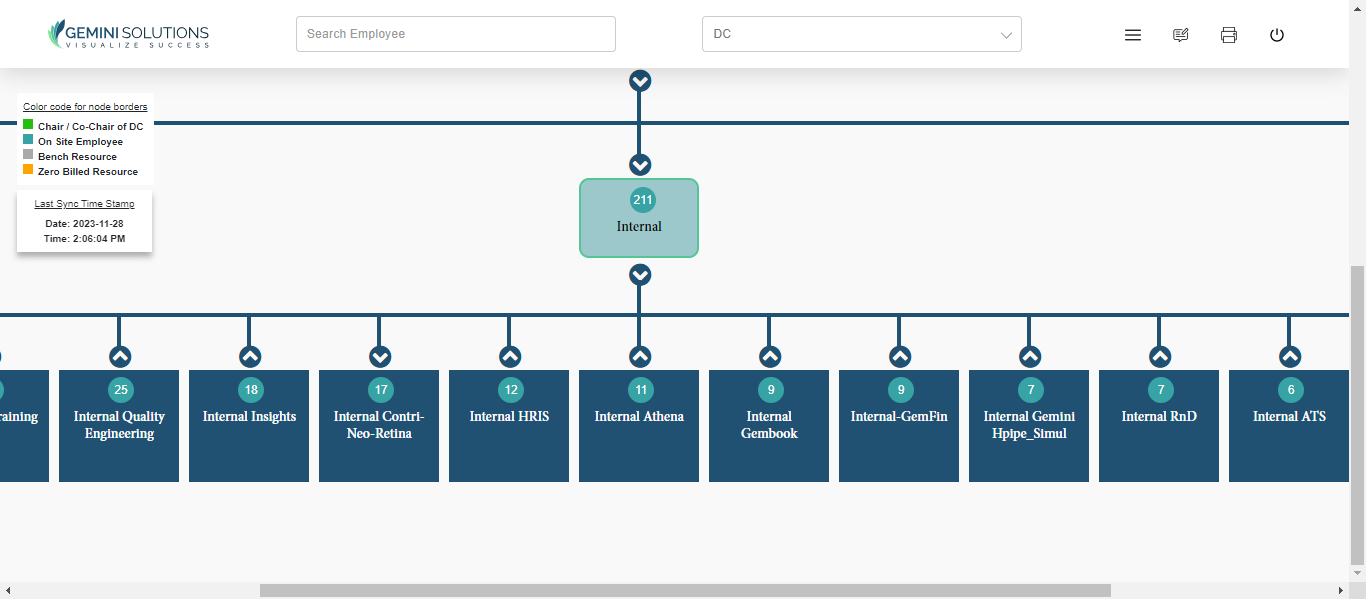 GEMINI SOLUTIONS
VISUALIZE SUCCESS
Search Employee
DC
Color code for node borders
Chair / Co-Chair of DC
On Site Employee
Bench Resource
Zero Billed Resource
Last Sync Time Stamp
Date: 2023-11-28
Time: 2:06:04 PM
211
Internal
raining
25
Internal Quality
Engineering
18
Internal Insights
17
Internal Contri-
Neo-Retina
12
Internal HRIS
11
Internal Athena
9
Internal
Gembook
9
Internal-GemFin
7
Internal Gemini
Hpipe_Simul
7
Internal RnD
6
Internal ATS